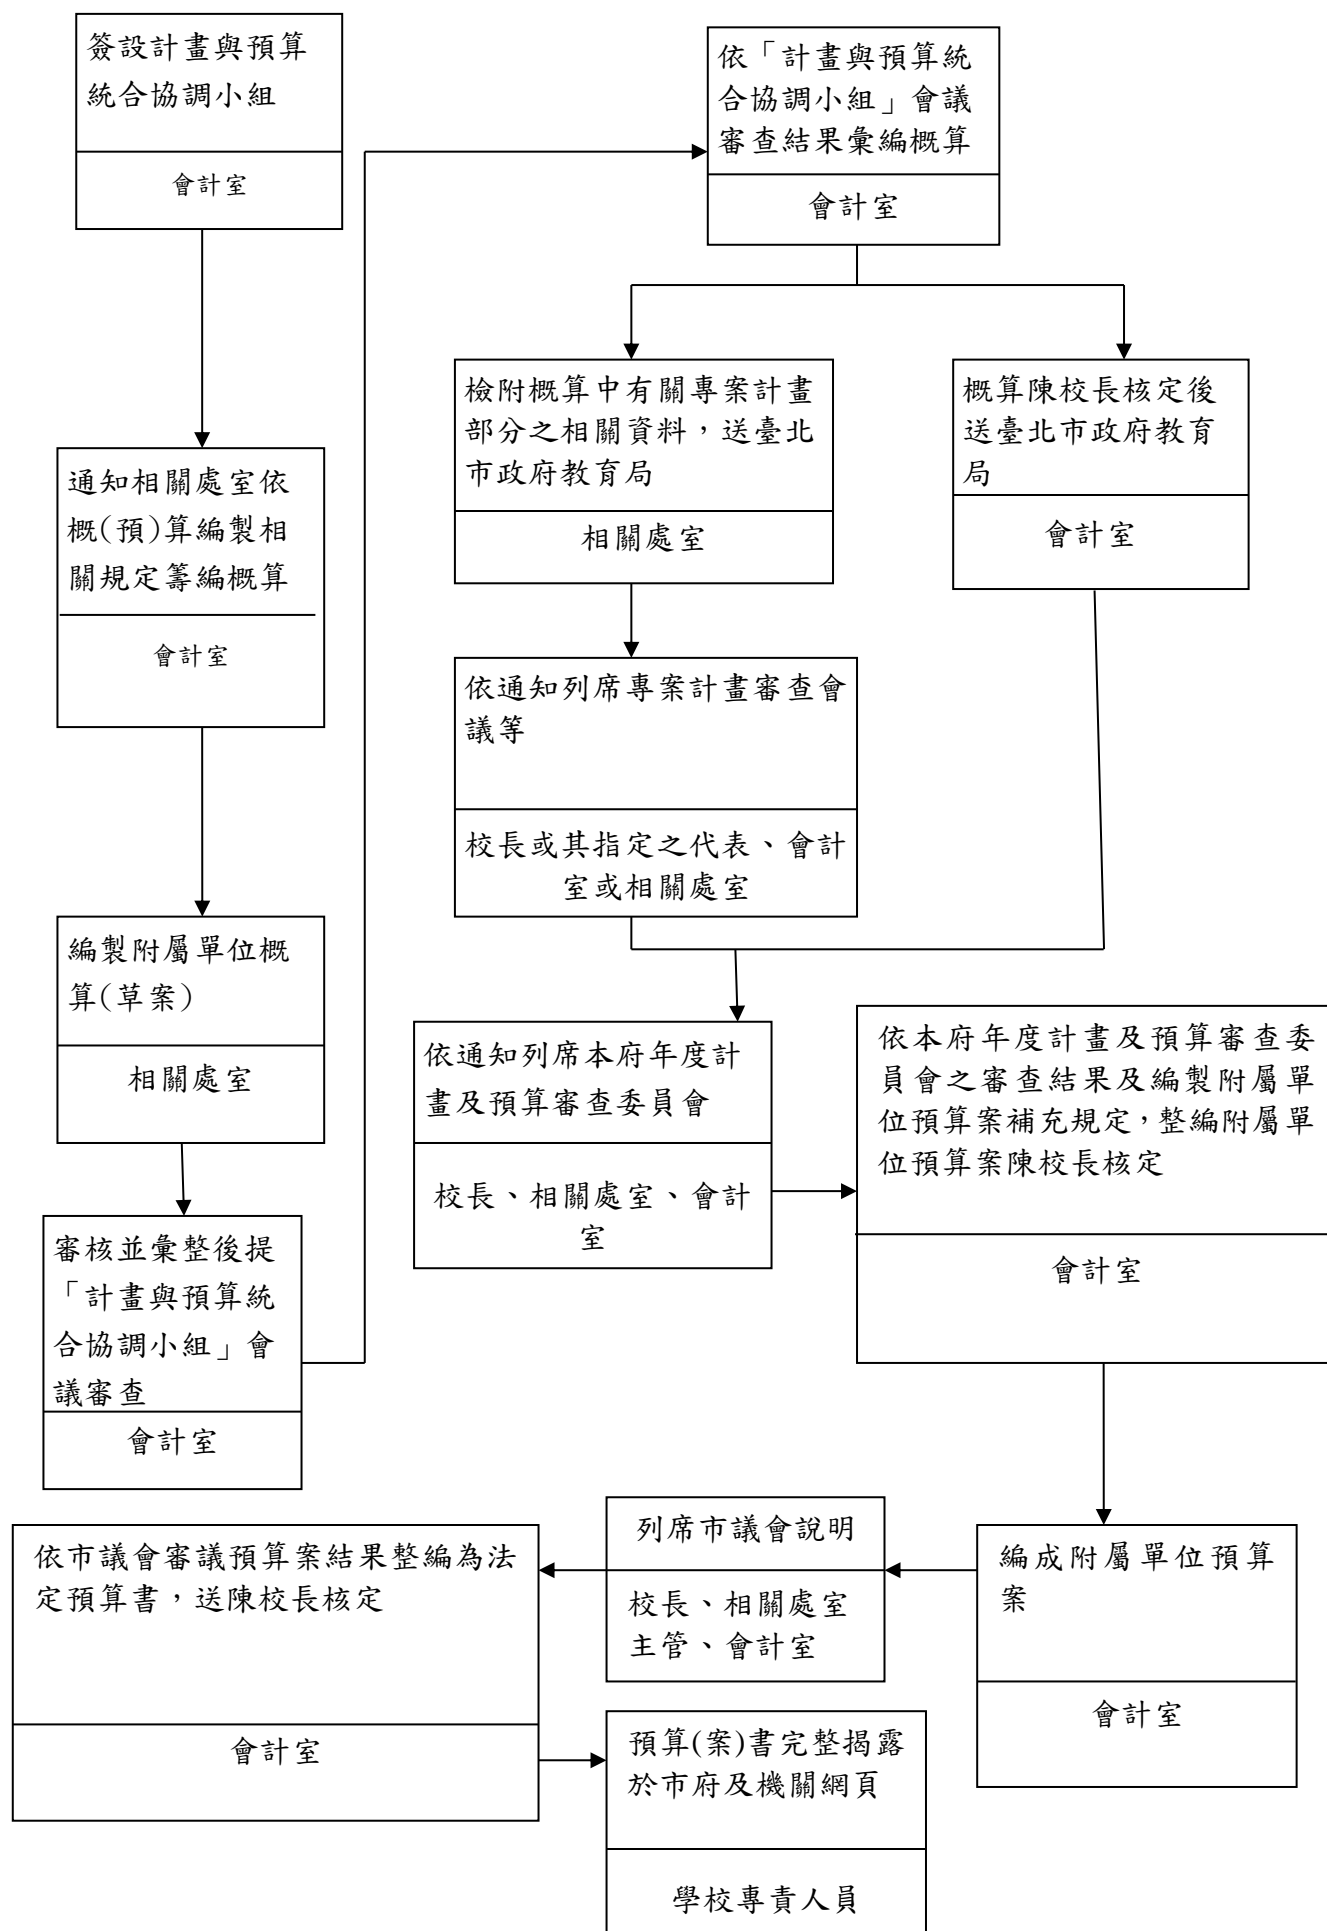 簽設計畫與預算
統合協調小組
會計室
通知相關處室依
概(預)算編製相
關規定籌編概算
會計室
編製附屬單位概
算(草案)
相關處室
審核並彙整後提
「計畫與預算統
合協調小組」會
議審查
會計室
依「計畫與預算統
合協調小組」會議
審查結果彙編概算
會計室
檢附概算中有關專案計畫
部分之相關資料，送臺北
市政府教育局
相關處室
概算陳校長核定後
送臺北市政府教育
局
會計室
依通知列席專案計畫審查會
議等
校長或其指定之代表、會計
室或相關處室
依通知列席本府年度計
畫及預算審查委員會
校長、相關處室、會計
室
依本府年度計畫及預算審查委
員會之審查結果及編製附屬單
位預算案補充規定，整編附屬單
位預算案陳校長核定
會計室
編成附屬單位預算
案
會計室
列席市議會說明
校長、相關處室
主管、會計室
依市議會審議預算案結果整編為法
定預算書，送陳校長核定
會計室
預算(案)書完整揭露
於市府及機關網頁
學校專責人員